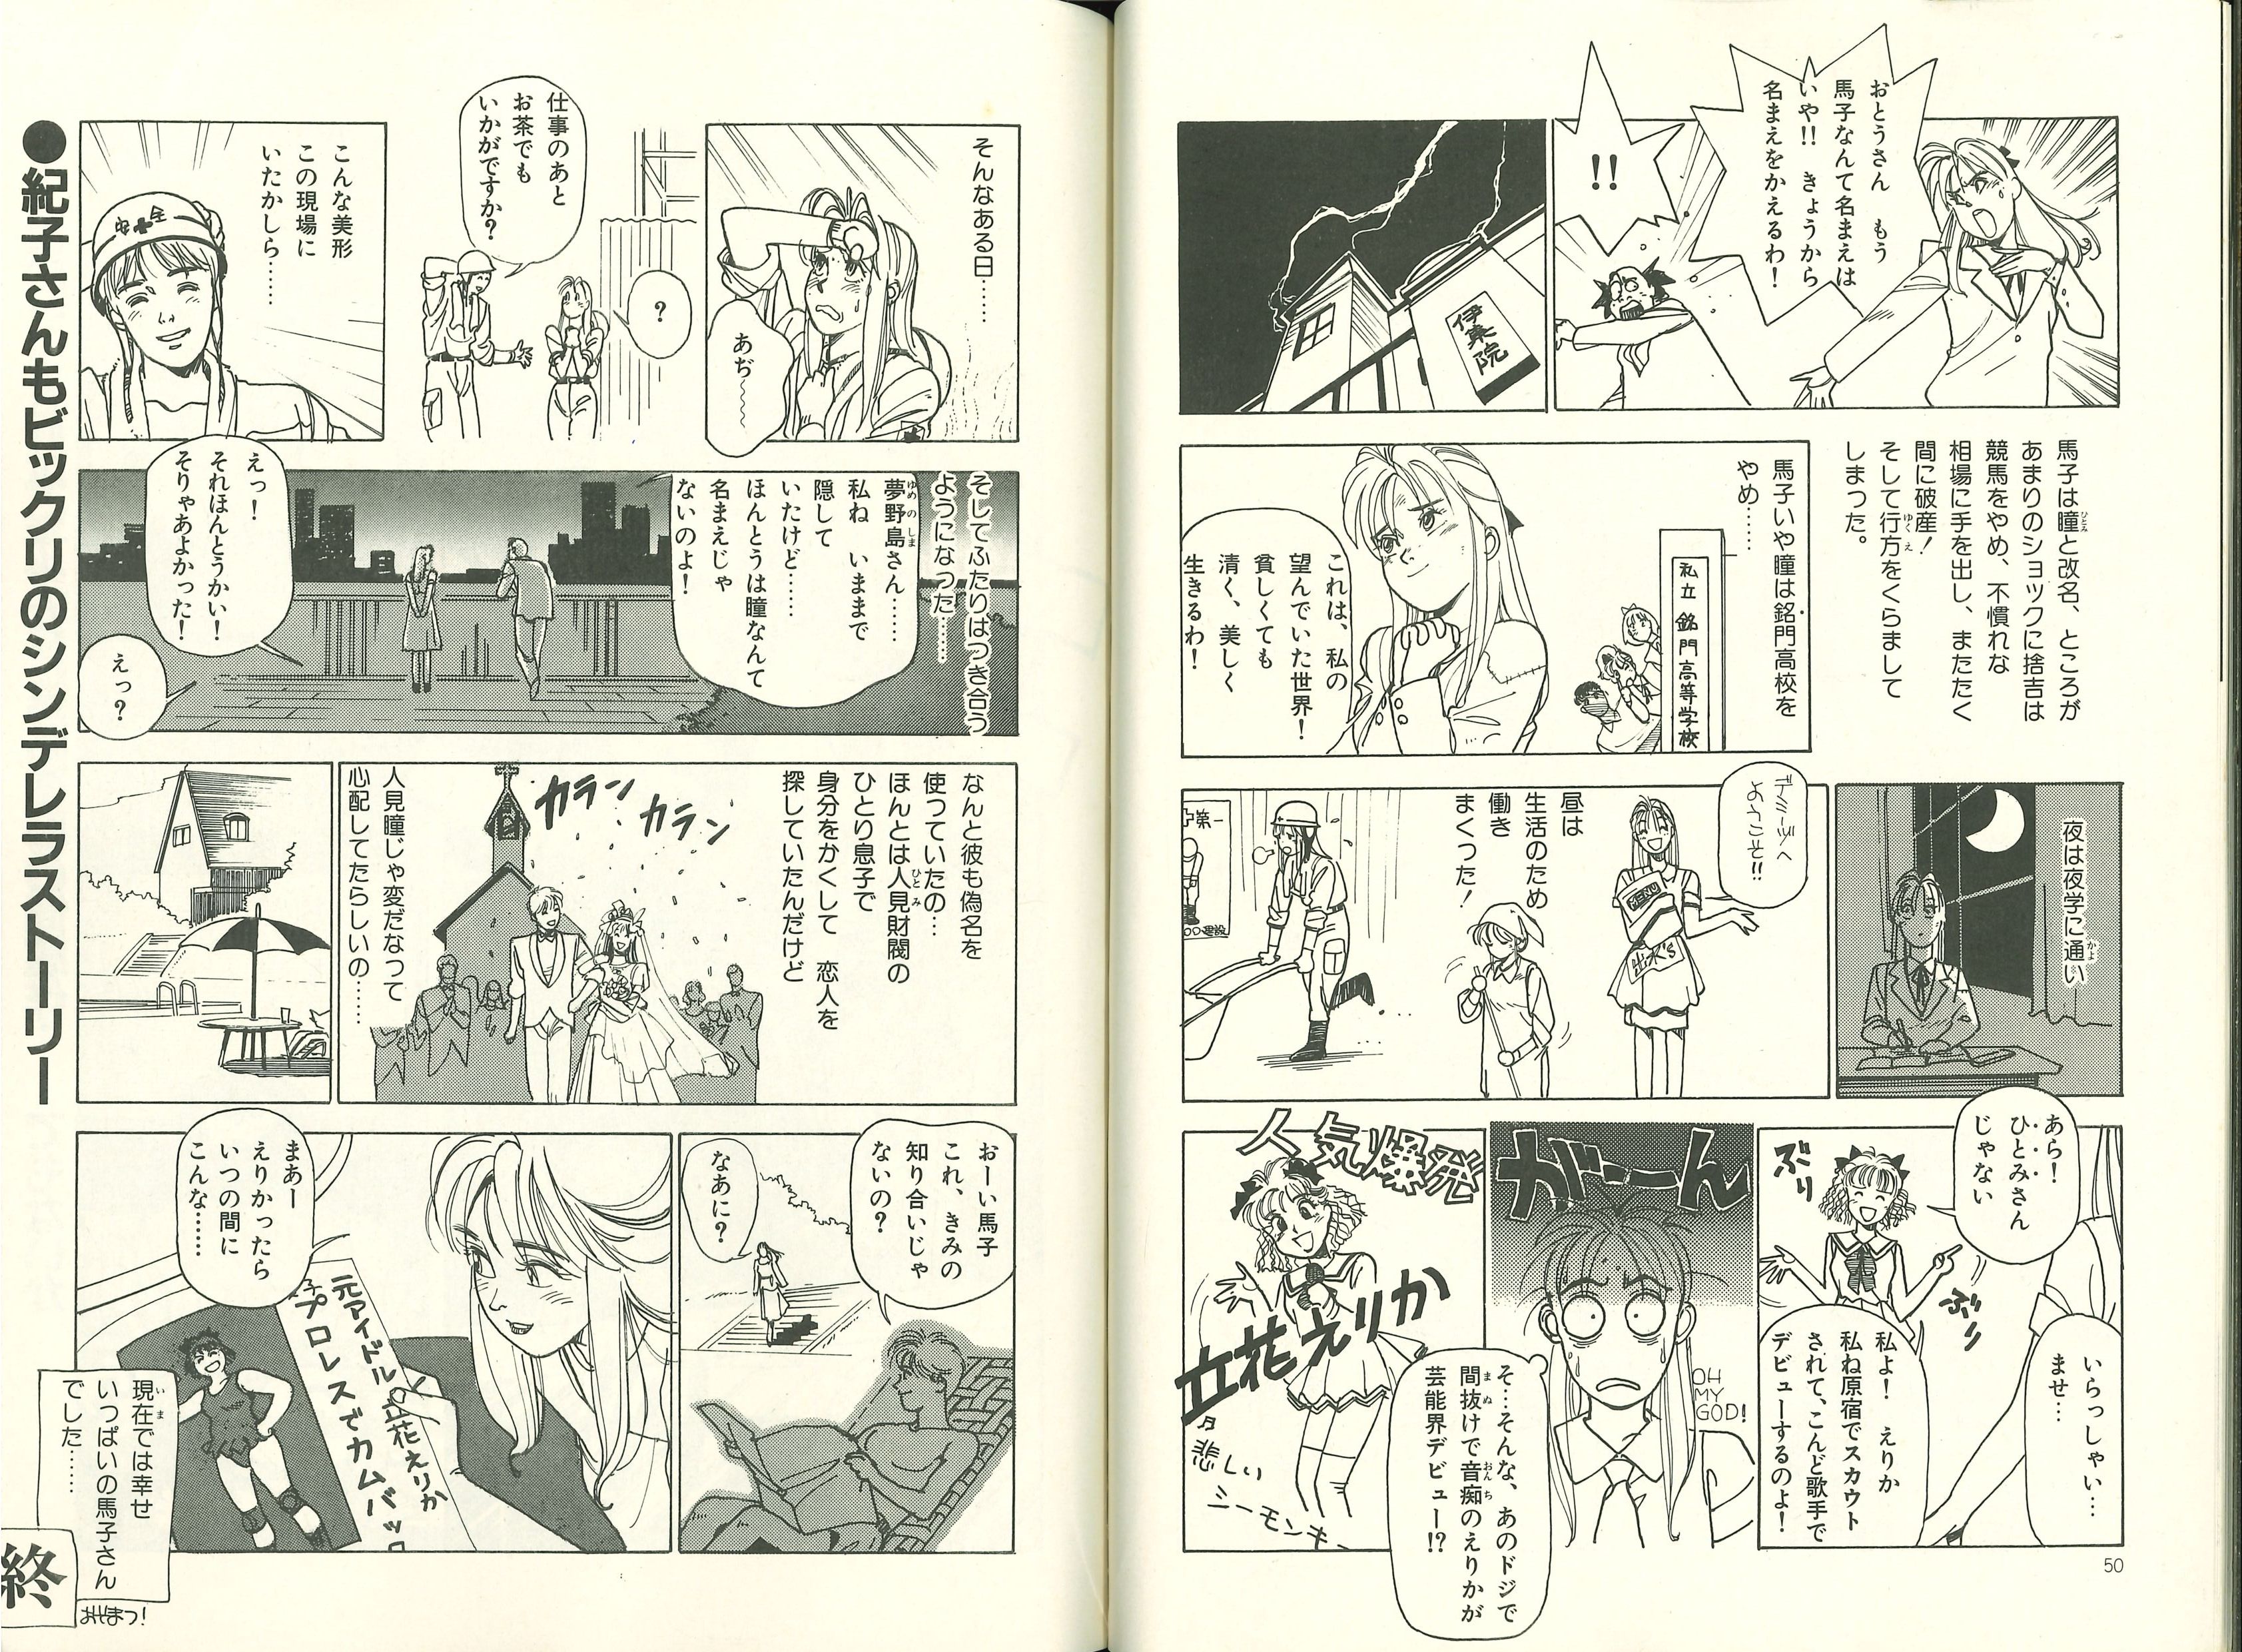 おとうさん　もう
馬子なんて名まえは
いや!!　きょうから
名まえをかえるわ！
!!
伊集院
馬子は瞳と改名、ところが
あまりのショックに捨吉は
競馬をやめ、不慣れな
相場に手を出し、またたく
間に破産！
そして行方をくらまして
しまった。
馬子いや瞳は銘門高校を
やめ……
私立 銘門高等学校
これは、私の
望んでいた世界！
貧しくても
清く、美しく
生きるわ！
夜は夜学に通い
デミーヅへ
ようこそ!!
MENU
昼は
生活のため
働き
まくった！
第一
いらっしゃい…
ませ…
あら！
ひとみさん
じゃない
ぶり
ぶりっ
私よ！　えりか
私ね原宿でスカウト
されて、こんど歌手で
デビューするのよ！
がーーん
OH
MY
GOD!
そ…そんな、あのドジで
間抜けで音痴のえりかが
芸能界デビュー!?
人気爆発
立花えりか
♬悲しい
シーモンキー
50
そんなある日……
あぢ〜〜〜
仕事のあと
お茶でも
いかがですか？
？
こんな美形
この現場に
いたかしら……
安全
そしてふたりはつき合う
ようになった……
夢野島さん……
私ね　いままで
隠して
いたけど……
ほんとうは瞳なんて
名まえじゃ
ないのよ！
えっ！
それほんとうかい！
そりゃあよかった！
えっ？
なんと彼も偽名を
使っていたの…
ほんとは人見財閥の
ひとり息子で
身分をかくして　恋人を
探していたんだけど
カラン
カラン
人見瞳じゃ変だなって
心配してたらしいの……
おーい馬子
これ、きみの
知り合いじゃ
ないの？
なあに？
元アイドル立花えりか
プロレスでカムバック
まあー
えりかったら
いつの間に
こんな……
現在では幸せ
いっぱいの馬子さん
でした……
終
おそまつ！
●紀子さんもビックリのシンデレラストーリー